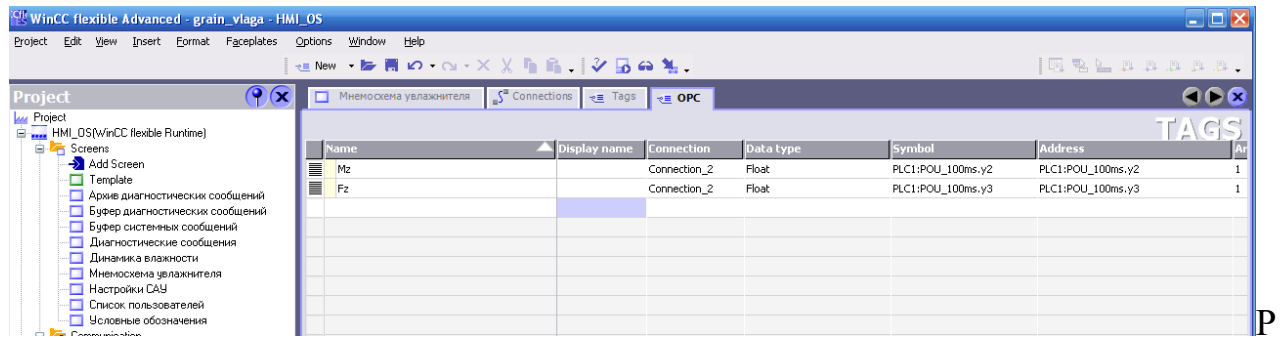 WinCC flexible Advanced - grain_vlaga - HMI_OS
Project Edit View Insert Format Faceplates Options Window Help
New
Project
Мнемосхема увлажнителя Connections Tags OPC
Project
HMI_OS(WinCC flexible Runtime)
Screens
Add Screen
Template
Архив диагностических сообщений
Буфер диагностических сообщений
Буфер системных сообщений
Диагностические сообщения
Динамика влажности
Мнемосхема увлажнителя
Настройки САУ
Список пользователей
Условные обозначения
Communication
TAGS
Name Display name Connection Data type Symbol Address Ar
Mz Connection_2 Float PLC1:POU_100ms.y2 PLC1:POU_100ms.y2 1
Fz Connection_2 Float PLC1:POU_100ms.y3 PLC1:POU_100ms.y3 1
Р